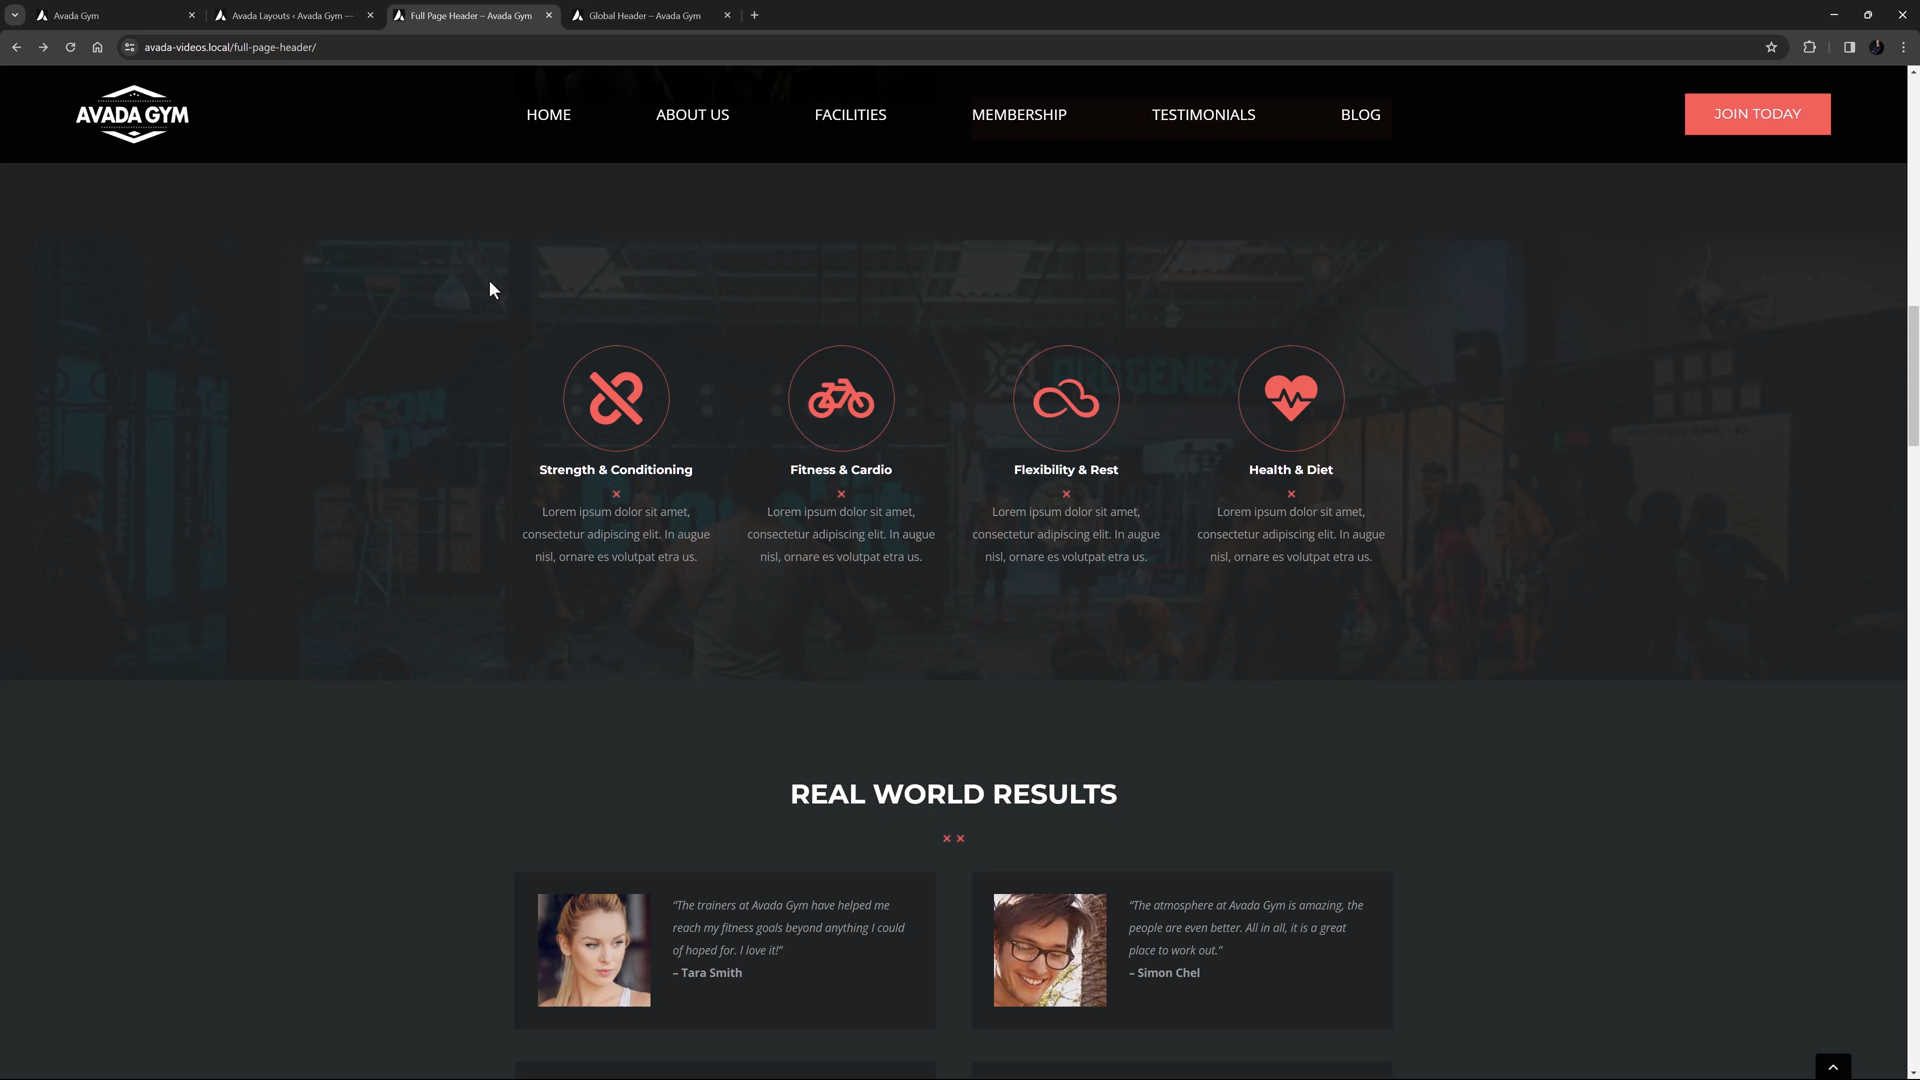 Avada Gym
Avada Layouts ‹ Avada Gym —
Full Page Header – Avada Gym
Global Header – Avada Gym
avada-videos.local/full-page-header/
AVADA GYM
HOME
ABOUT US
FACILITIES
MEMBERSHIP
TESTIMONIALS
BLOG
JOIN TODAY
Strength & Conditioning
Lorem ipsum dolor sit amet,
consectetur adipiscing elit. In augue
nisl, ornare es volutpat etra us.
Fitness & Cardio
Lorem ipsum dolor sit amet,
consectetur adipiscing elit. In augue
nisl, ornare es volutpat etra us.
Flexibility & Rest
Lorem ipsum dolor sit amet,
consectetur adipiscing elit. In augue
nisl, ornare es volutpat etra us.
Health & Diet
Lorem ipsum dolor sit amet,
consectetur adipiscing elit. In augue
nisl, ornare es volutpat etra us.
REAL WORLD RESULTS
“The trainers at Avada Gym have helped me
reach my fitness goals beyond anything I could
of hoped for. I love it!”
– Tara Smith
“The atmosphere at Avada Gym is amazing, the
people are even better. All in all, it is a great
place to work out.”
– Simon Chel